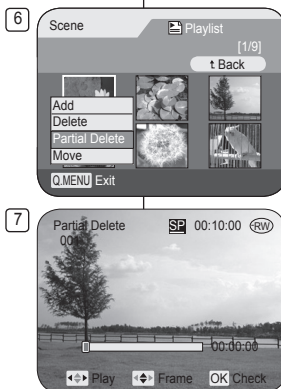 6
Scene Playlist
[1/9]
t Back
Add
Delete
Partial Delete
Move
Q.MENU Exit
7
Partial Delete SP 00:10:00 -RW
001
00:00:00
Play Frame OK Check